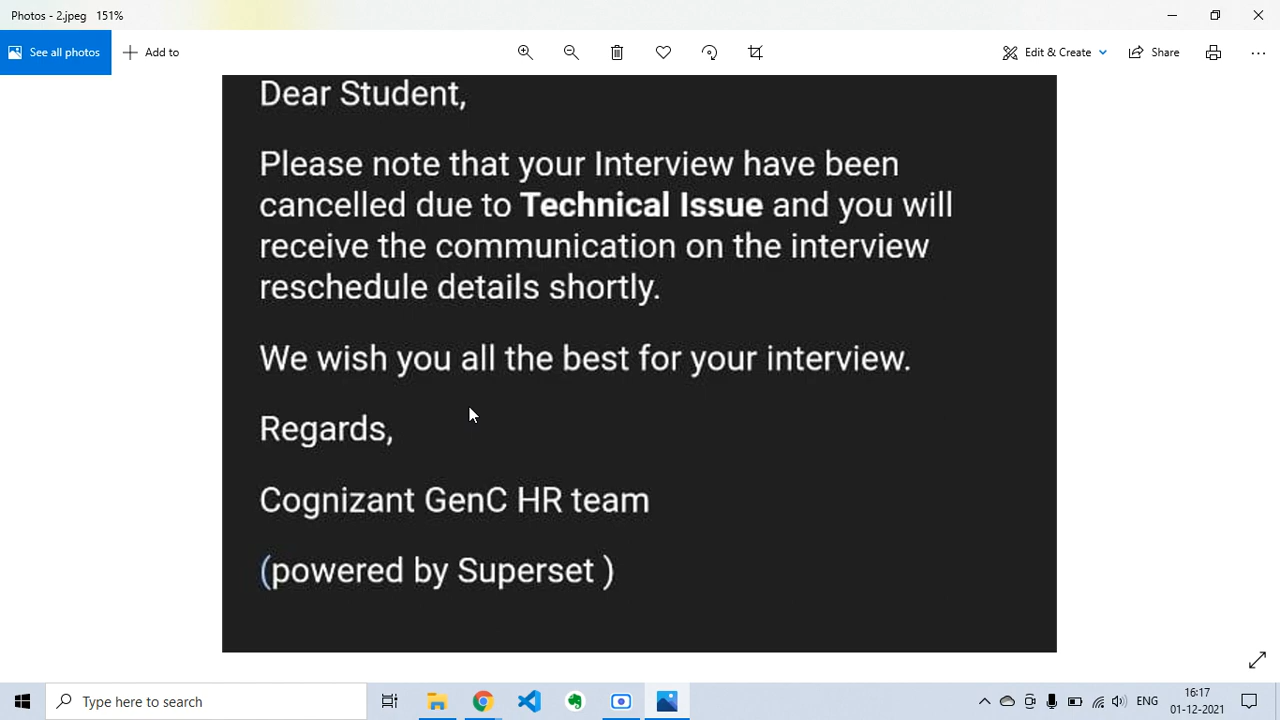 Photos - 2.jpeg 151%
See all photos
Add to
Edit & Create
Share
Dear Student,
Please note that your Interview have been
cancelled due to Technical Issue and you will
receive the communication on the interview
reschedule details shortly.
We wish you all the best for your interview.
Regards,
Cognizant GenC HR team
(powered by Superset )
Type here to search
ENG
16:17
01-12-2021